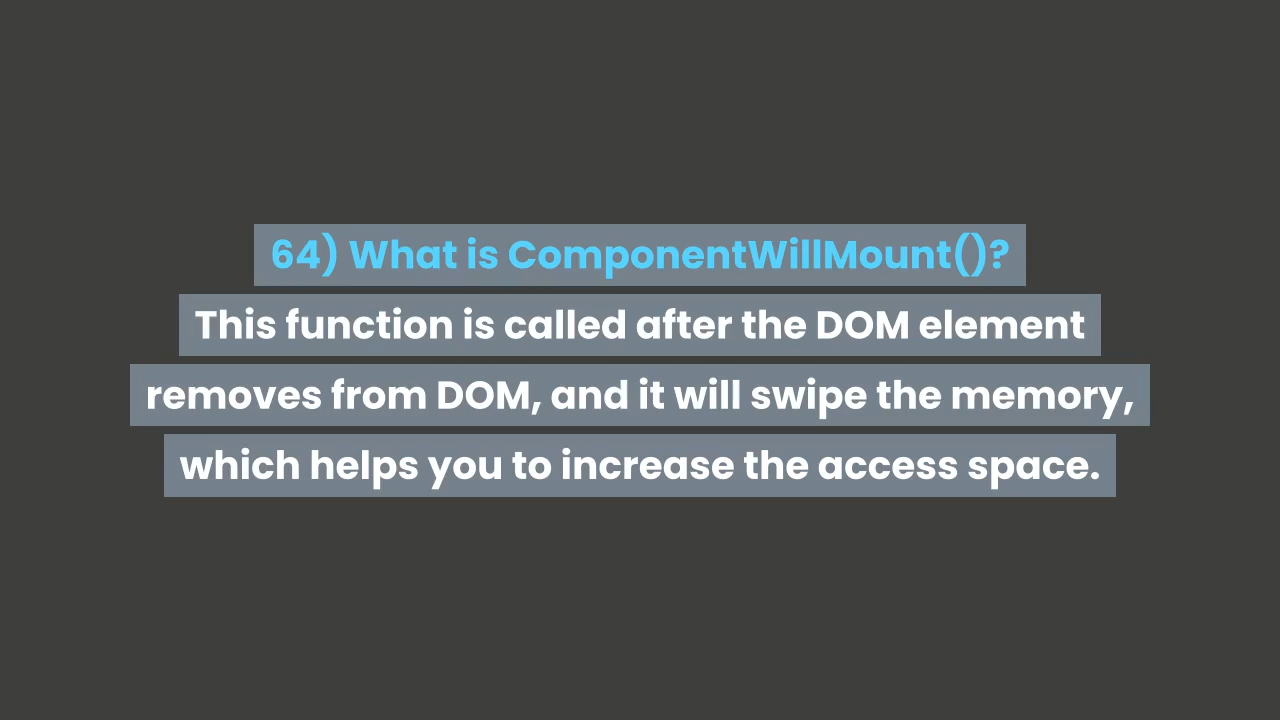 64) What is ComponentWillMount()?
This function is called after the DOM element
removes from DOM, and it will swipe the memory,
which helps you to increase the access space.